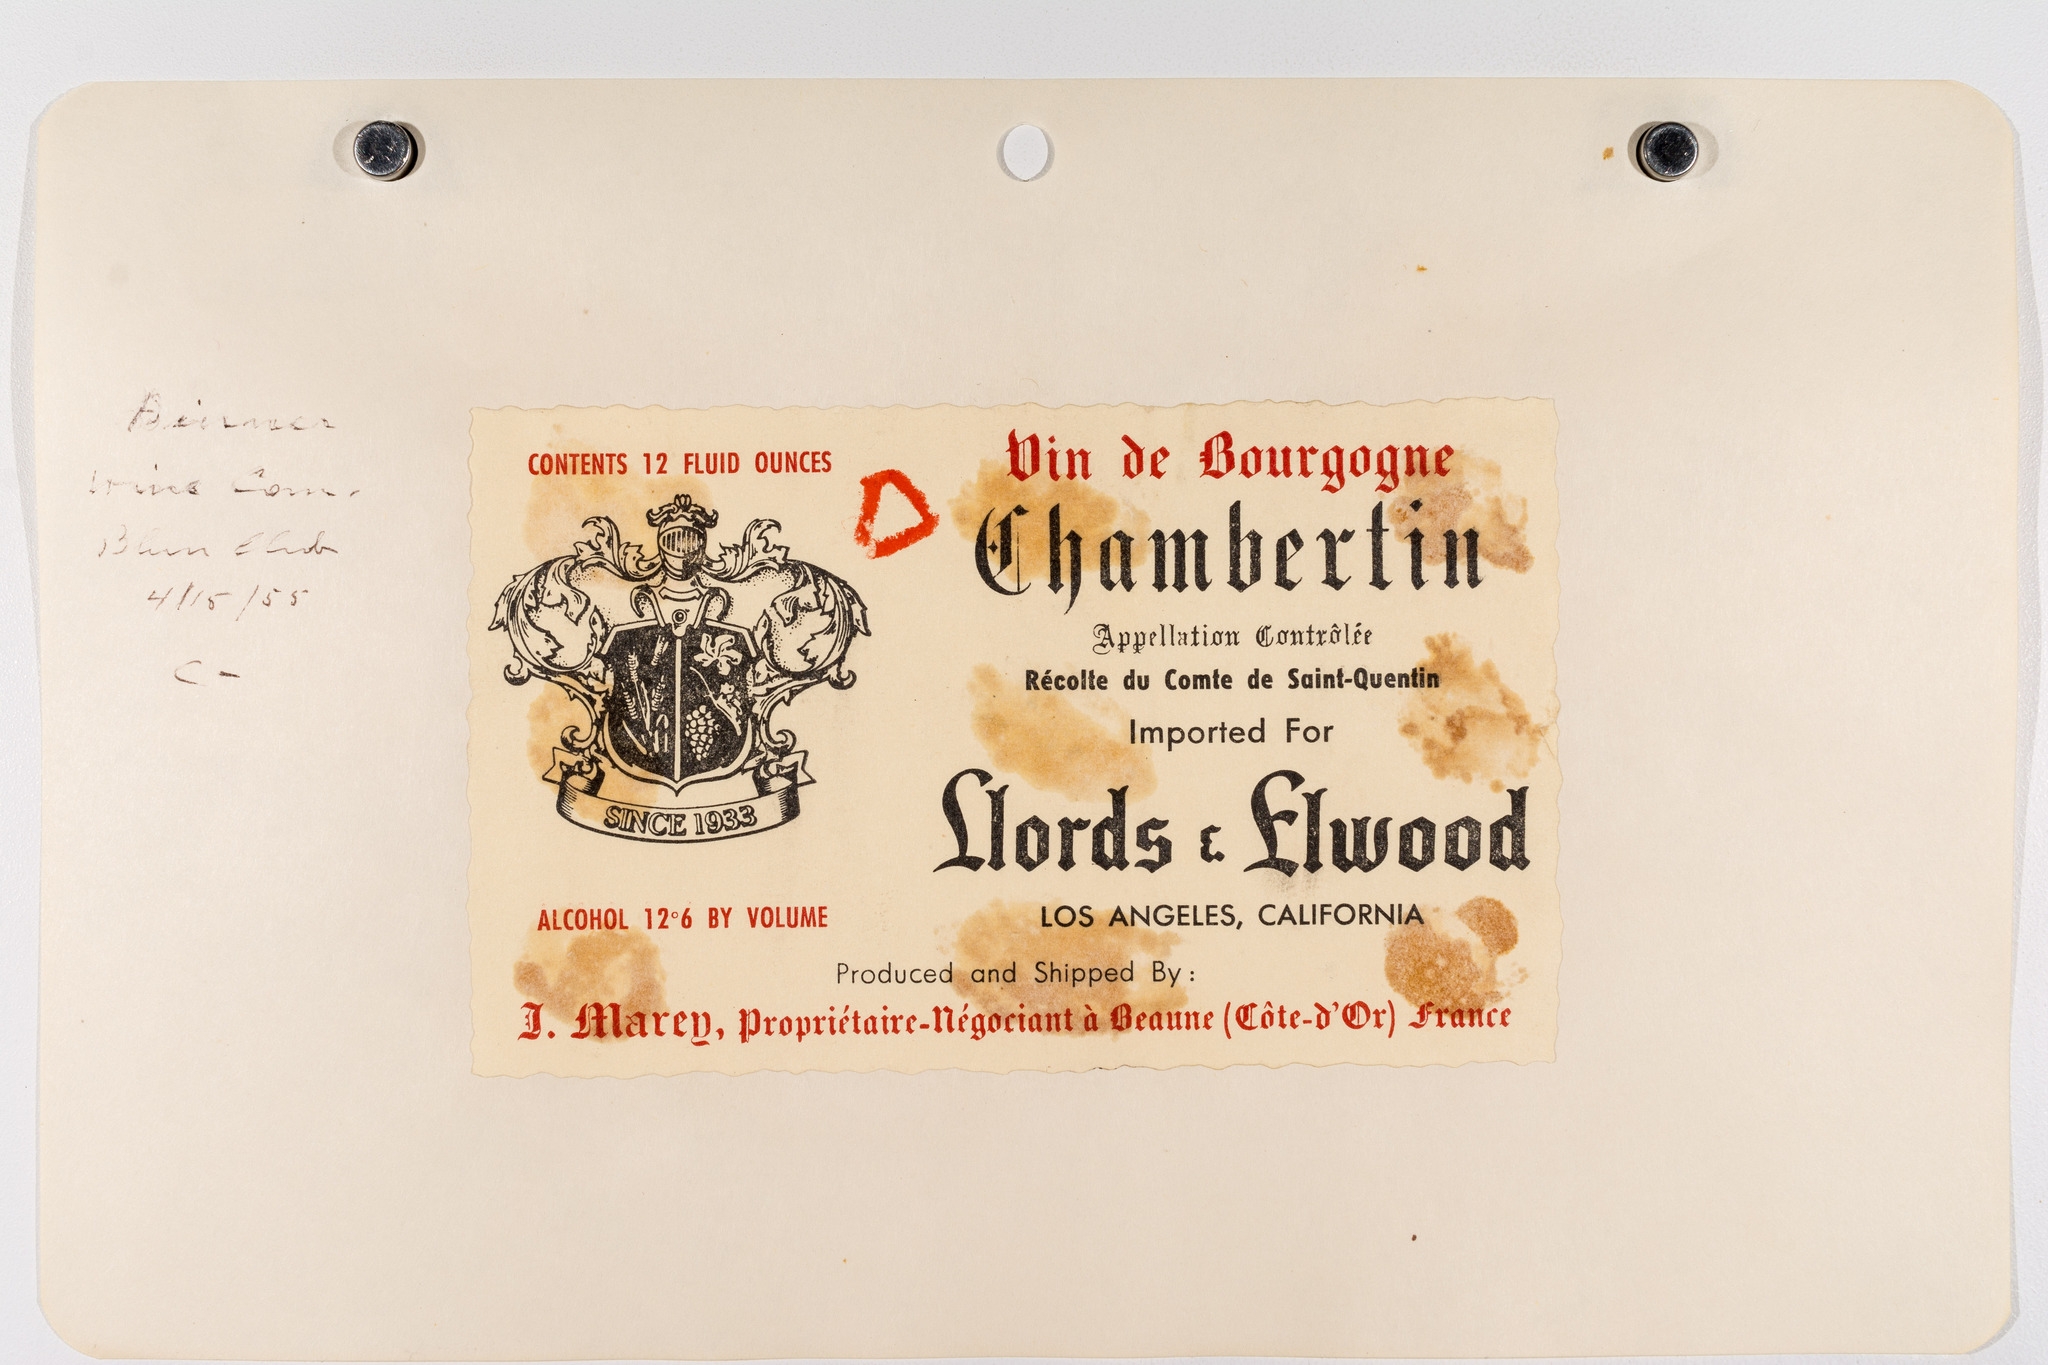 wine Com.
Club
4/15/55
C-
CONTENTS 12 FLUID OUNCES
SINCE 1933
ALCOHOL 12°6 BY VOLUME
Vin de Bourgogne
Chambertin
Appellation Contrôlée
Récolte du Comte de Saint-Quentin
Imported For
Llords & Elwood
LOS ANGELES, CALIFORNIA
Produced and Shipped By:
J. Marey, Propriétaire-Négociant à Beaune (Côte-d'Or) France